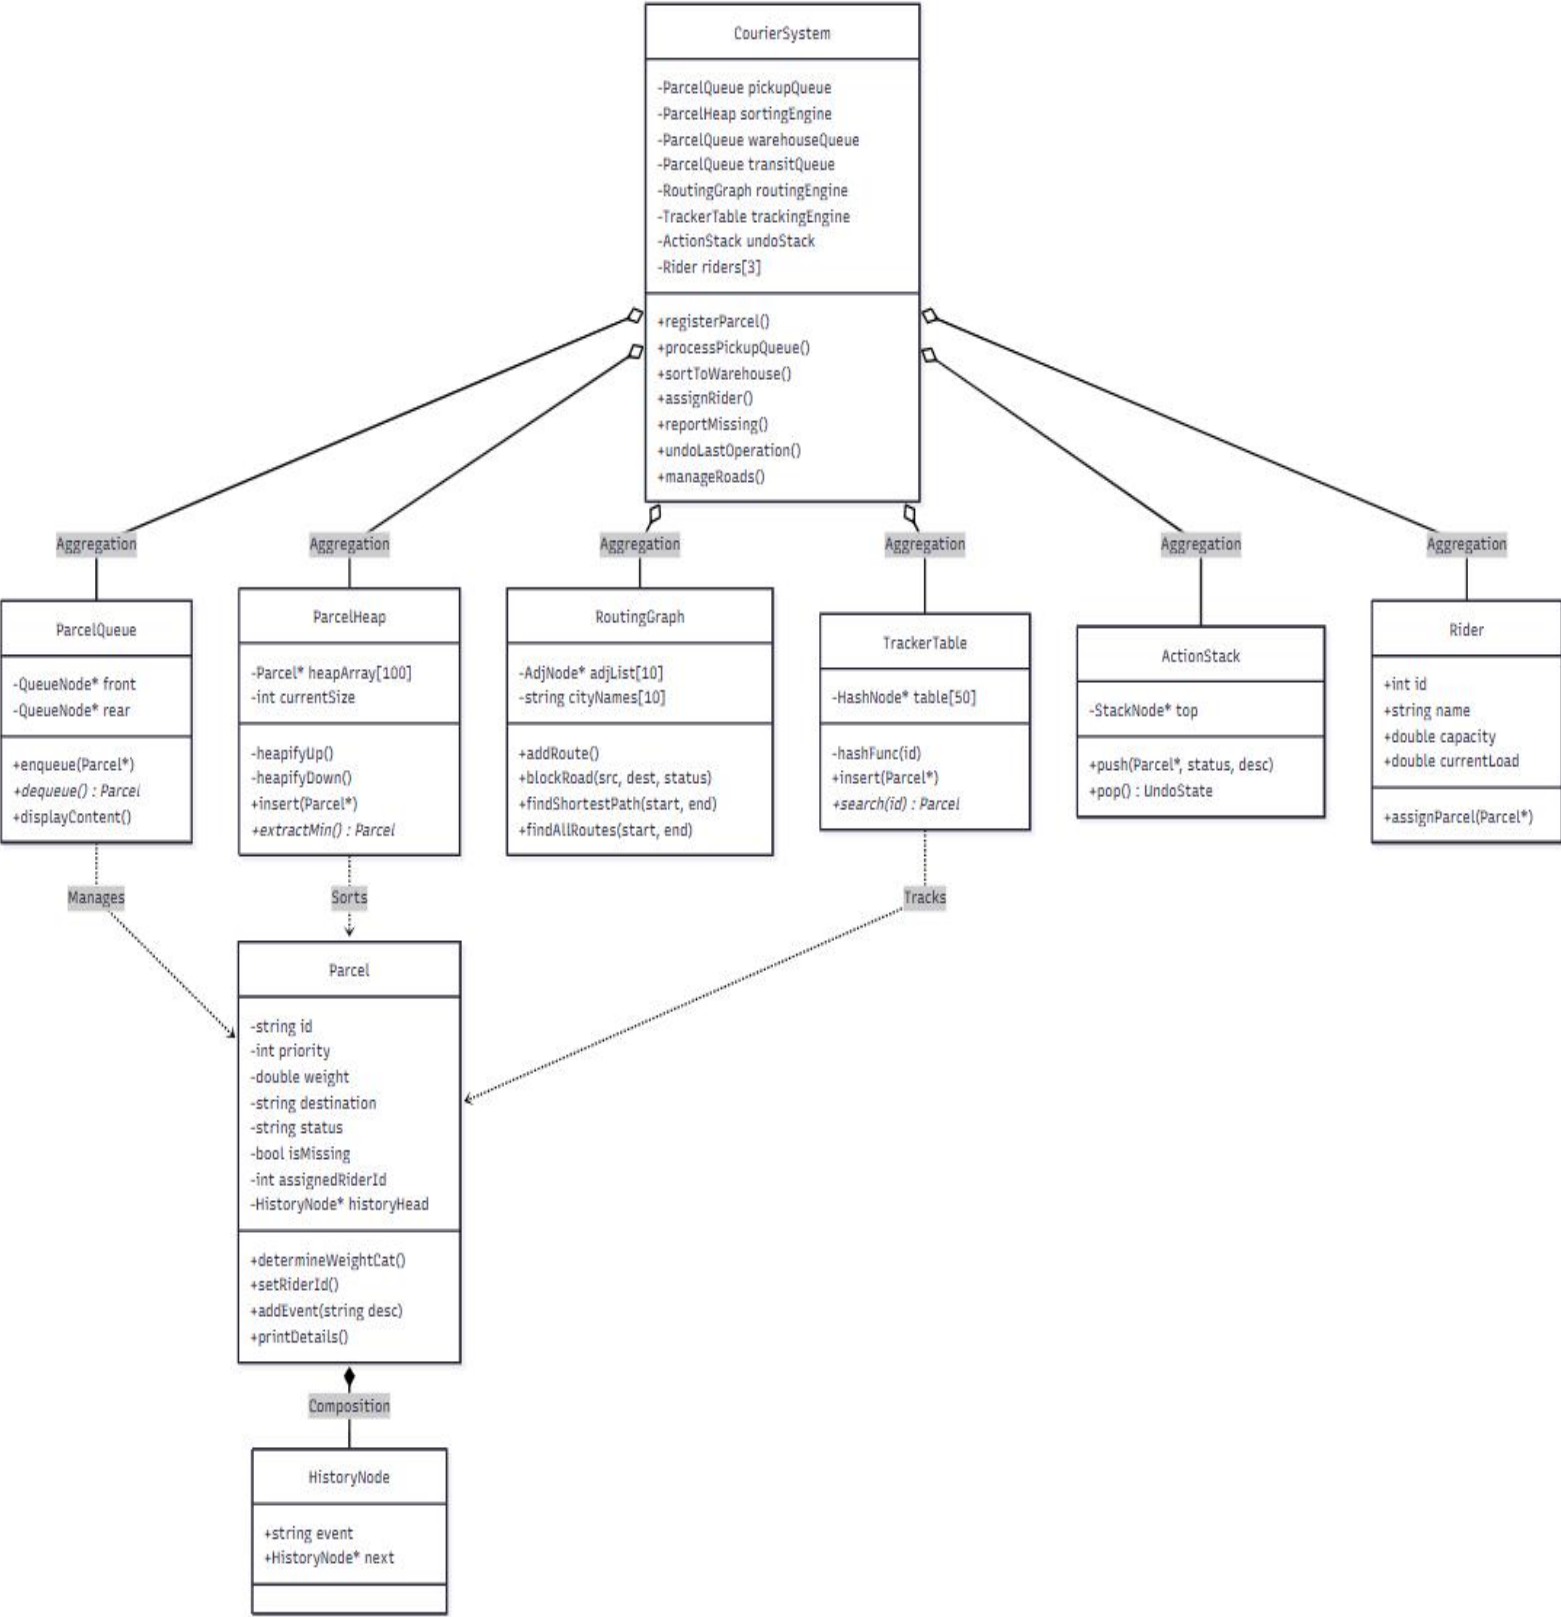 CourierSystem
-ParcelQueue pickupQueue
-ParcelHeap sortingEngine
-ParcelQueue warehouseQueue
-ParcelQueue transitQueue
-RoutingGraph routingEngine
-TrackerTable trackingEngine
-ActionStack undoStack
-Rider riders[3]
+registerParcel()
+processPickupQueue()
+sortToWarehouse()
+assignRider()
+reportMissing()
+undoLastOperation()
+manageRoads()
Aggregation
Aggregation
Aggregation
Aggregation
Aggregation
Aggregation
ParcelQueue
-QueueNode* front
-QueueNode* rear
+enqueue(Parcel*)
+dequeue() : Parcel
+displayContent()
ParcelHeap
-Parcel* heapArray[100]
-int currentSize
-heapifyUp()
-heapifyDown()
+insert(Parcel*)
+extractMin() : Parcel
RoutingGraph
-AdjNode* adjList[10]
-string cityNames[10]
+addRoute()
+blockRoad(src, dest, status)
+findShortestPath(start, end)
+findAllRoutes(start, end)
TrackerTable
-HashNode* table[50]
-hashFunc(id)
+insert(Parcel*)
+search(id) : Parcel
ActionStack
-StackNode* top
+push(Parcel*, status, desc)
+pop() : UndoState
Rider
+int id
+string name
+double capacity
+double currentLoad
+assignParcel(Parcel*)
Manages
Sorts
Tracks
Parcel
-string id
-int priority
-double weight
-string destination
-string status
-bool isMissing
-int assignedRiderId
-HistoryNode* historyHead
+determineWeightCat()
+setRiderId()
+addEvent(string desc)
+printDetails()
Composition
HistoryNode
+string event
+HistoryNode* next